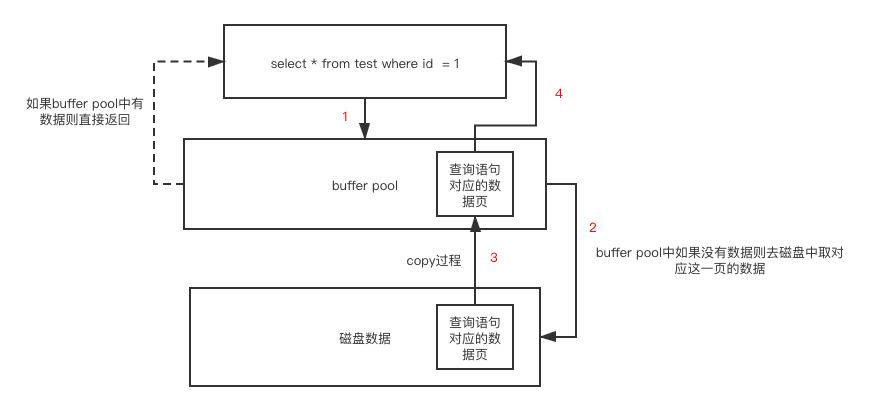 select * from test where id = 1
4
如果buffer pool中有
数据则直接返回
1
查询语句
对应的数
据页
buffer pool
2
buffer pool中如果没有数据则去磁盘中取对
应这一页的数据
copy过程
3
查询语句
对应的数
据页
磁盘数据